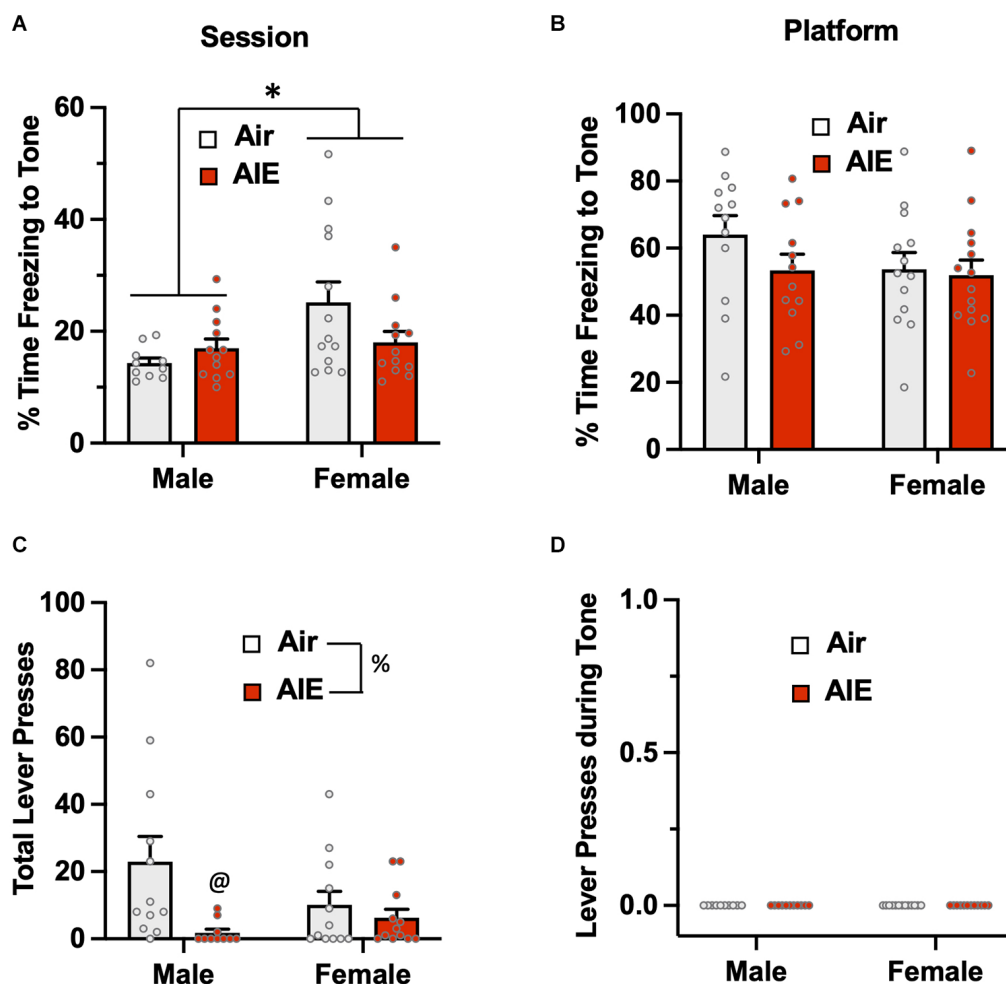 A
Session
% Time Freezing to Tone
60
40
20
0
*
Air
AIE
Male
Female
B
Platform
% Time Freezing to Tone
100
80
60
40
20
0
Air
AIE
Male
Female
C
Total Lever Presses
100
80
60
40
20
0
Air
%
AIE
@
Male
Female
D
Lever Presses during Tone
1.0
0.5
0.0
Air
AIE
Male
Female